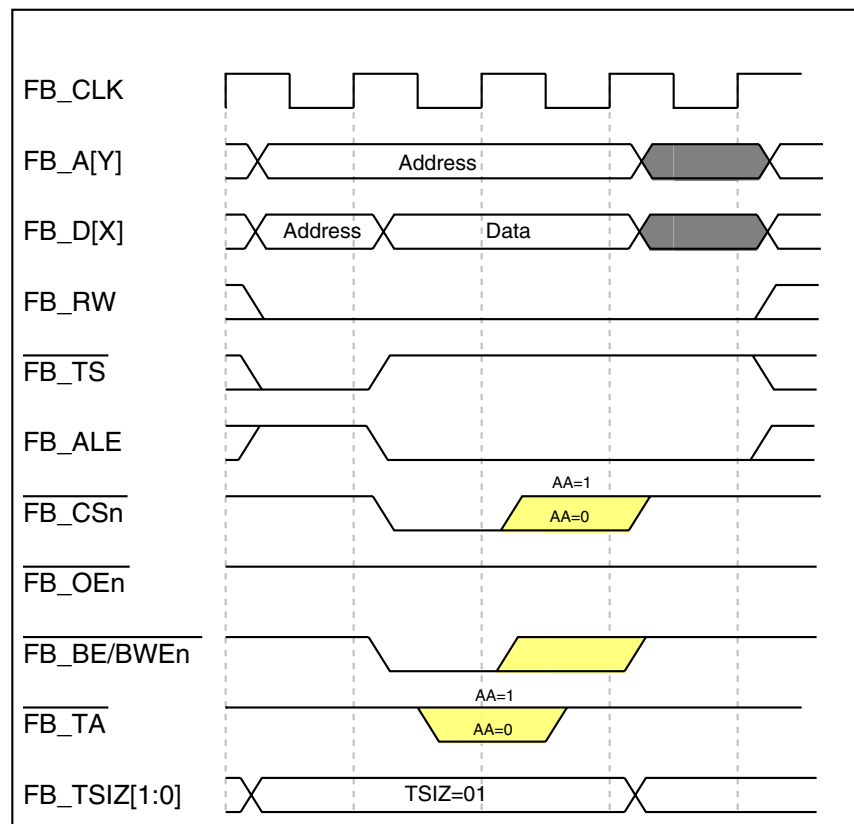 FB_CLK
FB_A[Y]
Address
FB_D[X]
Address
Data
FB_RW
FB_TS
FB_ALE
AA=1
FB_CSn
AA=0
FB_OEn
FB_BE/BWEn
AA=1
FB_TA
AA=0
FB_TSIZ[1:0]
TSIZ=01